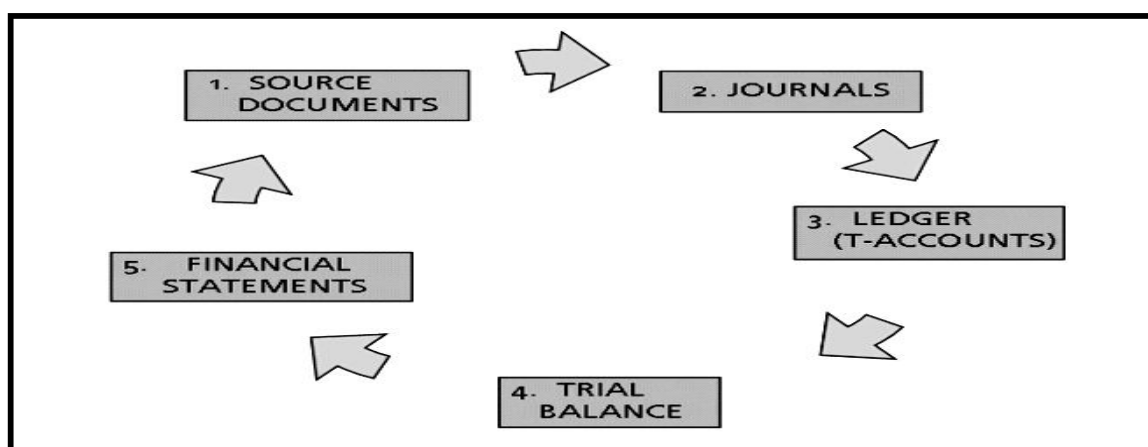 1. SOURCE
DOCUMENTS
2. JOURNALS
3. LEDGER
(T-ACCOUNTS)
4. TRIAL
BALANCE
5. FINANCIAL
STATEMENTS